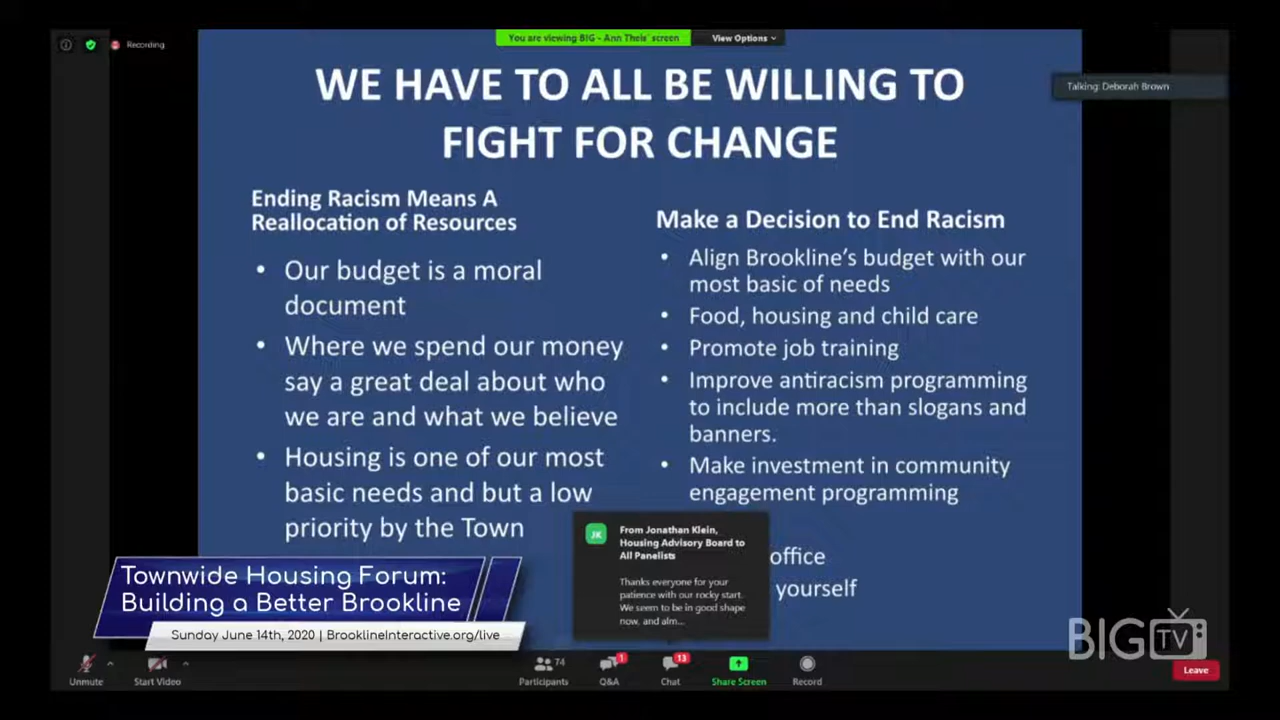 Recording
You are viewing BIG - Ann Theis' screen
View Options
Talking: Deborah Brown
WE HAVE TO ALL BE WILLING TO
FIGHT FOR CHANGE
Ending Racism Means A
Reallocation of Resources
• Our budget is a moral
document
• Where we spend our money
say a great deal about who
we are and what we believe
• Housing is one of our most
basic needs and but a low
priority by the Town
Make a Decision to End Racism
• Align Brookline's budget with our
most basic of needs
• Food, housing and child care
• Promote job training
• Improve antiracism programming
to include more than slogans and
banners.
• Make investment in community
engagement programming
office
yourself
JK
From Jonathan Klein,
Housing Advisory Board to
All Panelists
Thanks everyone for your
patience with our rocky start.
We seem to be in good shape
now, and alm...
Townwide Housing Forum:
Building a Better Brookline
Sunday June 14th, 2020 | BrooklineInteractive.org/live
BIG TV
Unmute
Start Video
74
Participants
1
Q&A
13
Chat
Share Screen
Record
Leave